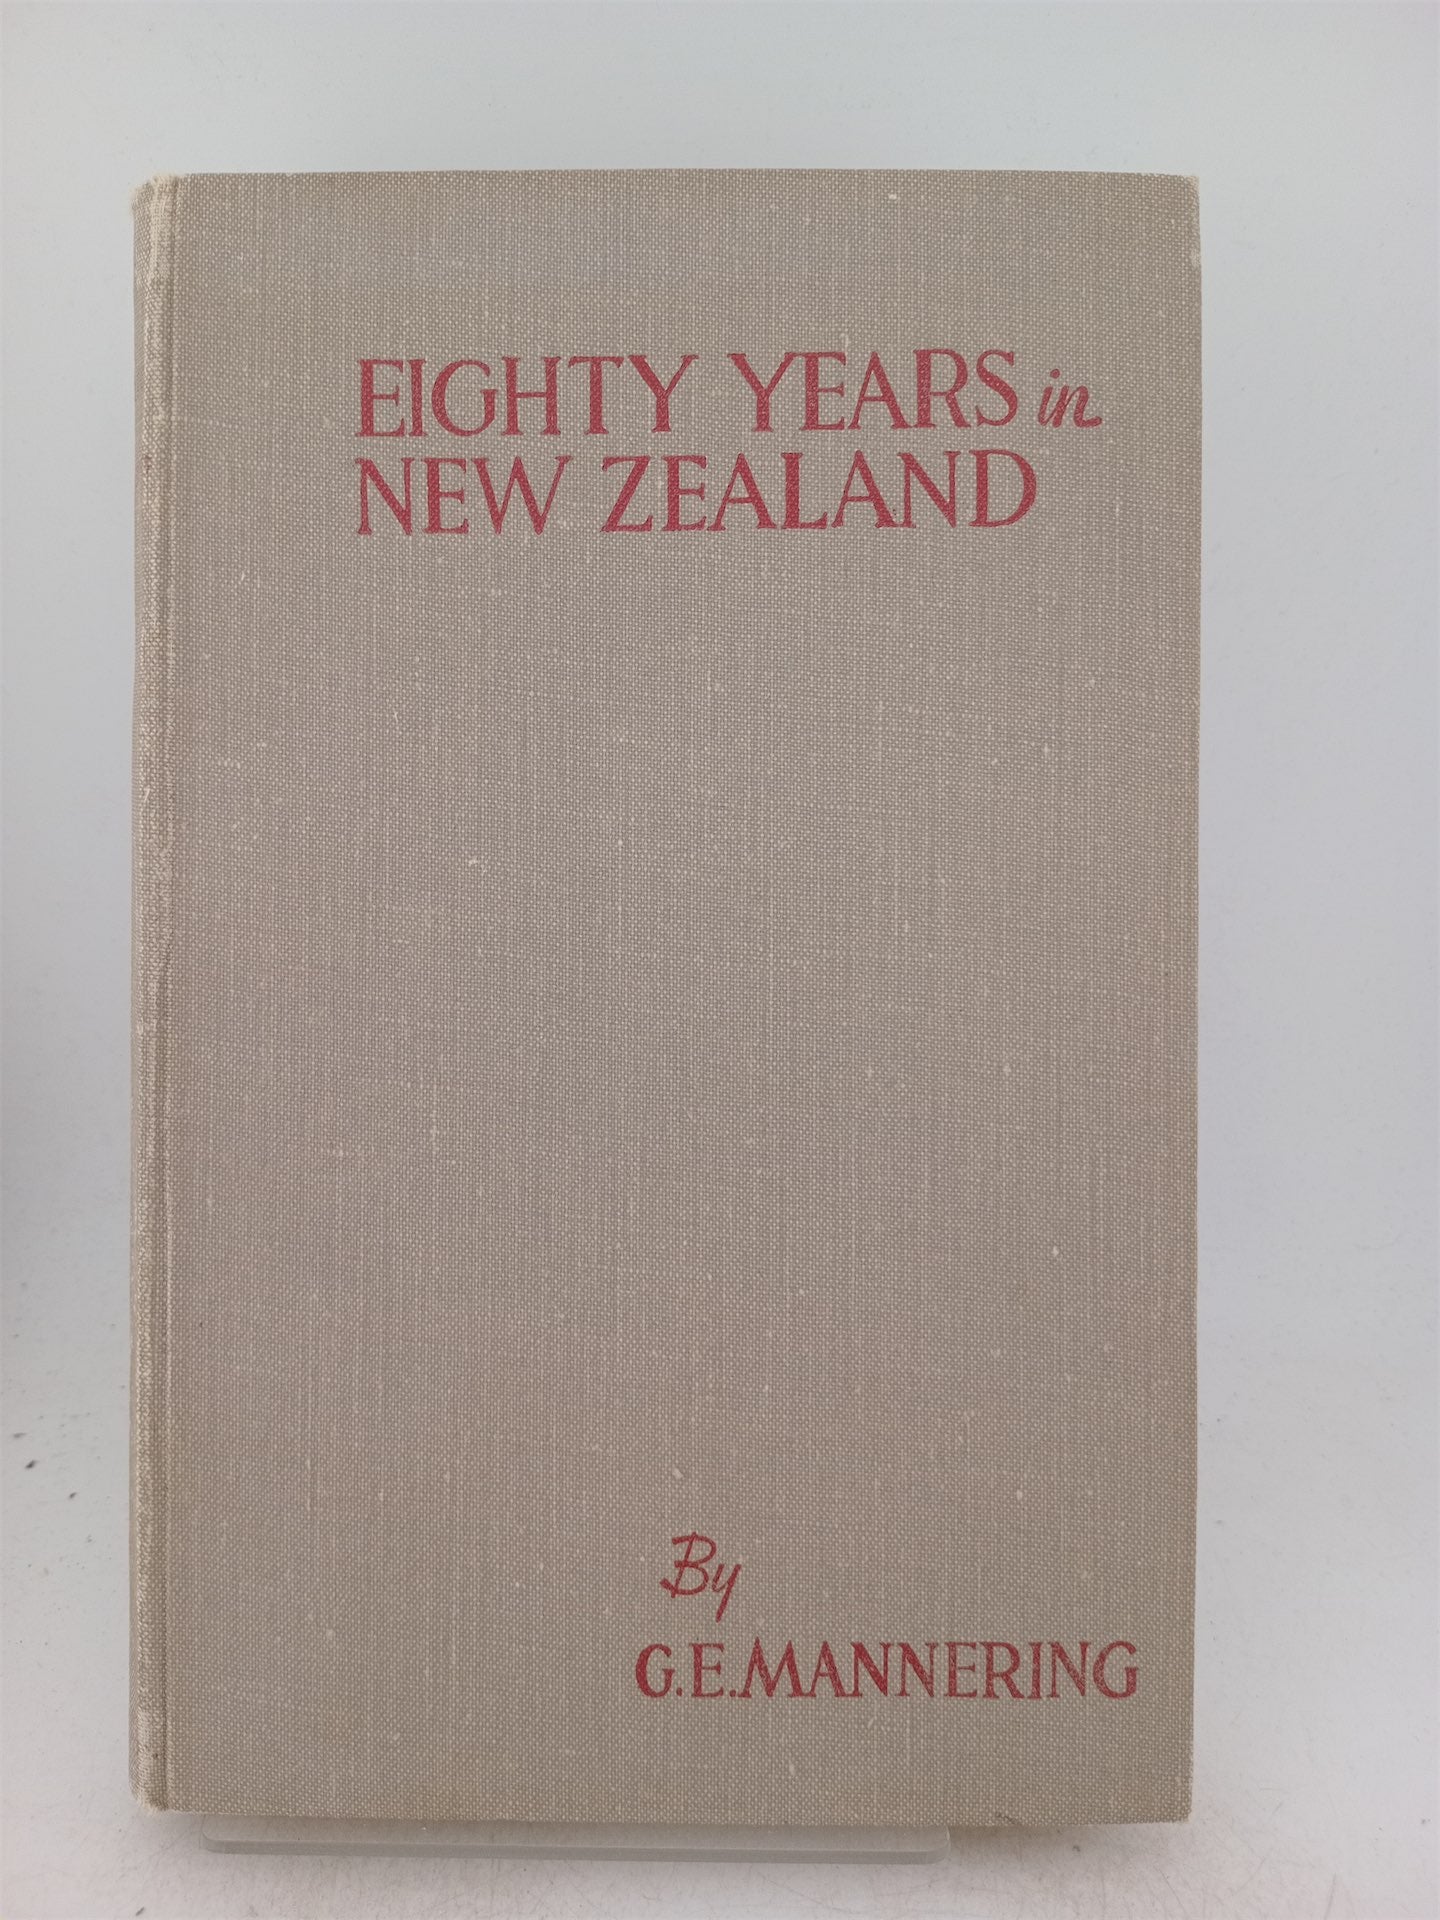 EIGHTY YEARS in
NEW ZEALAND
By
G.E.MANNERING